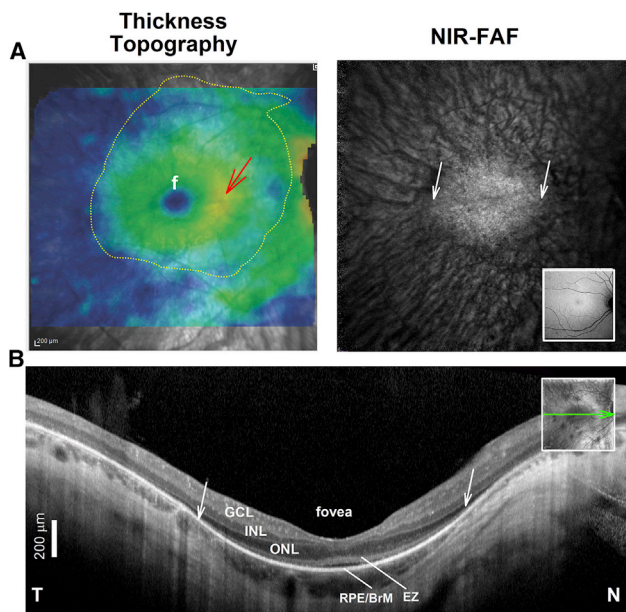 Thickness
Topography
NIR-FAF
A
f
200 µm
B
fovea
GCL
INL
ONL
200 µm
RPE/BrM
EZ
T
N